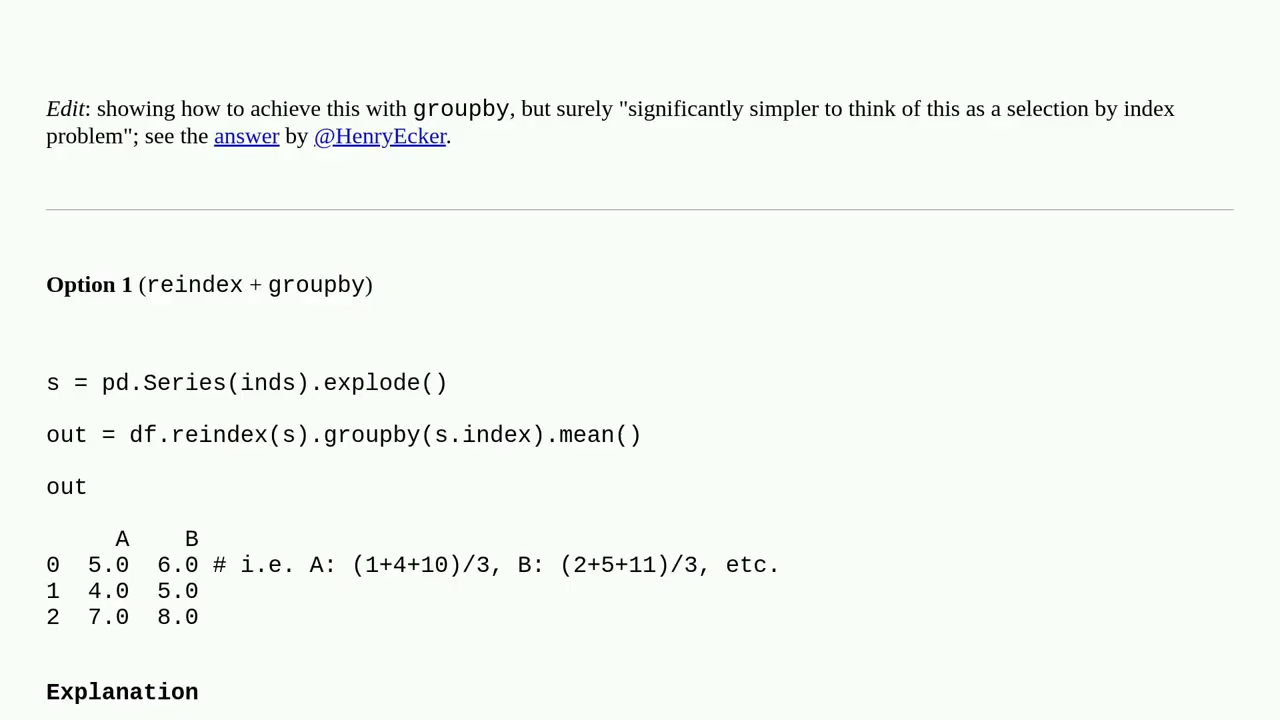 Edit: showing how to achieve this with groupby, but surely "significantly simpler to think of this as a selection by index
problem"; see the answer by @HenryEcker.
Option 1 (reindex + groupby)
s = pd.Series(inds).explode()
out = df.reindex(s).groupby(s.index).mean()
out
     A    B
0  5.0  6.0 # i.e. A: (1+4+10)/3, B: (2+5+11)/3, etc.
1  4.0  5.0
2  7.0  8.0
Explanation